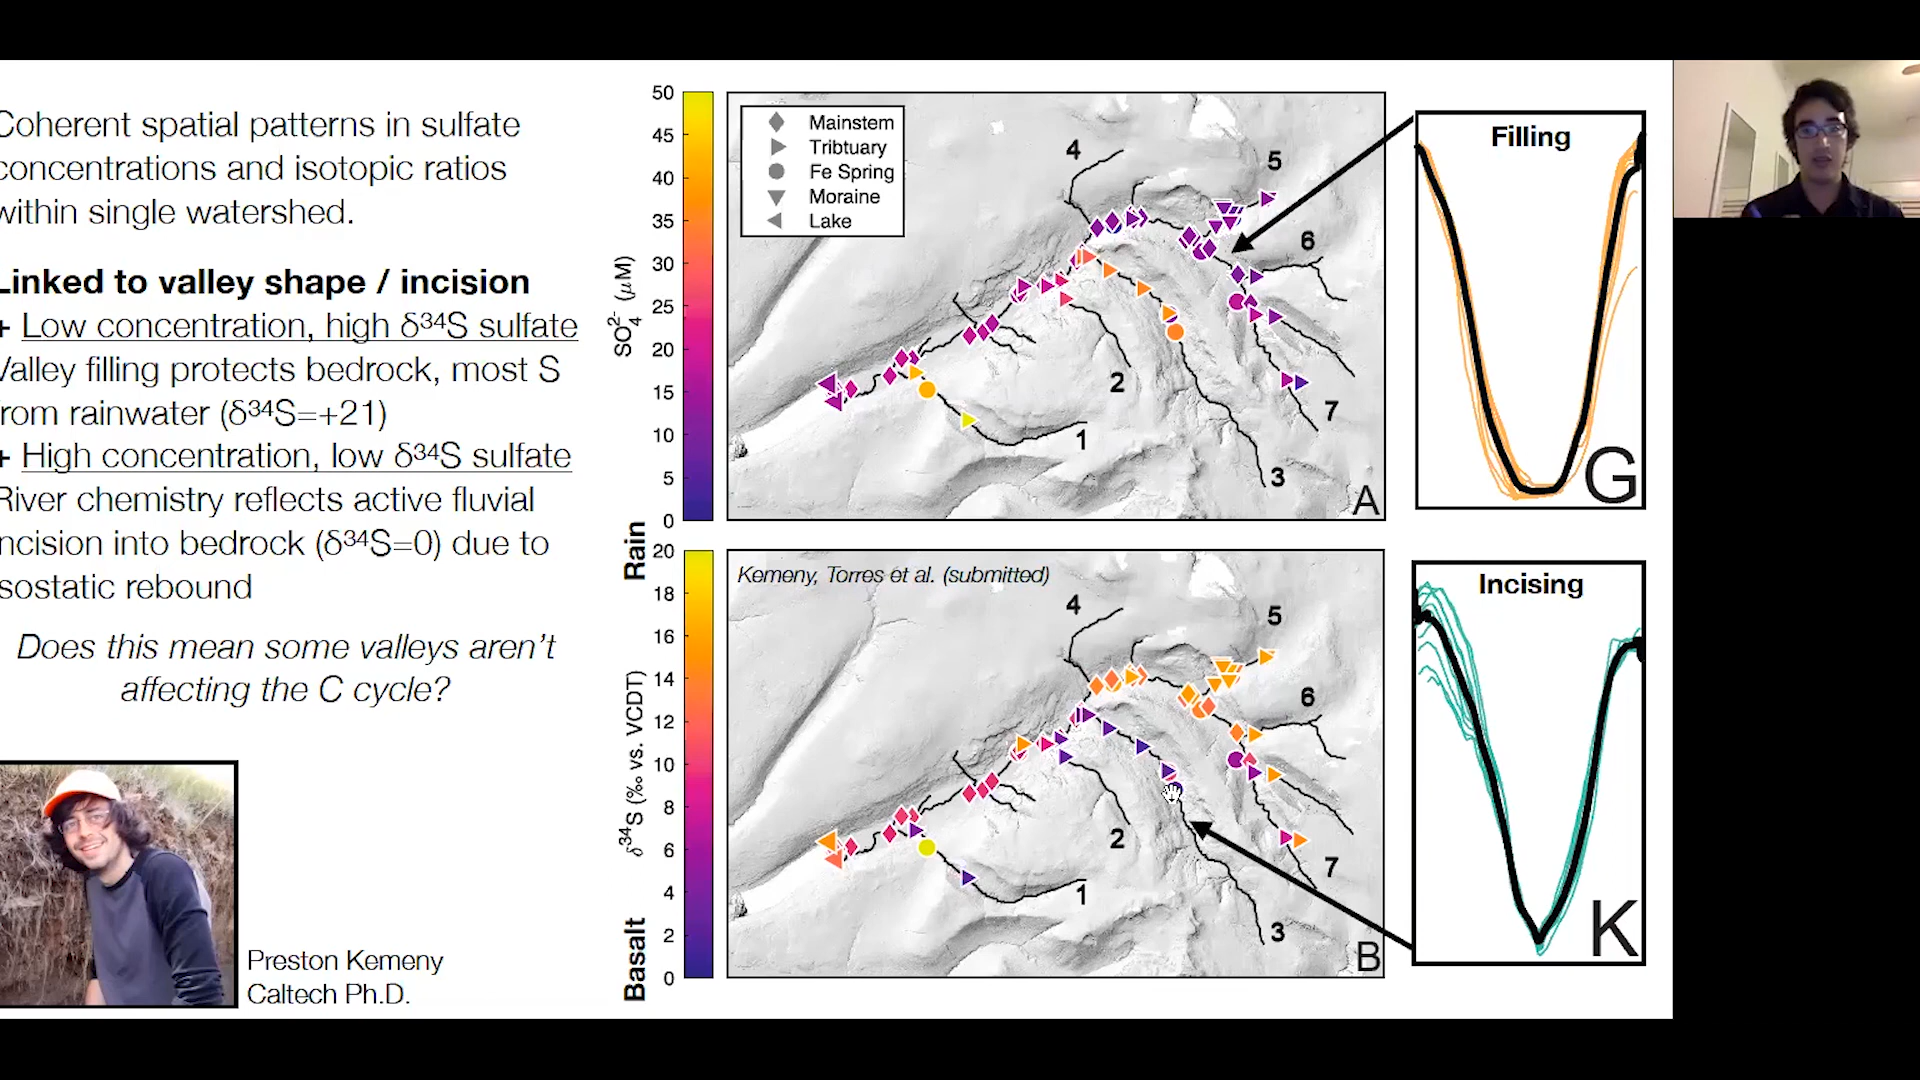 Coherent spatial patterns in sulfate
concentrations and isotopic ratios
within single watershed.
Linked to valley shape / incision
+ Low concentration, high δ³⁴S sulfate
Valley filling protects bedrock, most S
from rainwater (δ³⁴S=+21)
+ High concentration, low δ³⁴S sulfate
River chemistry reflects active fluvial
incision into bedrock (δ³⁴S=0) due to
isostatic rebound
Does this mean some valleys aren't
affecting the C cycle?
Preston Kemeny
Caltech Ph.D.
SO₄²⁻ (μM)
50
45
40
35
30
25
20
15
10
5
0
Mainstem
Tribtuary
Fe Spring
Moraine
Lake
4
5
6
2
7
1
3
A
Filling
G
Rain
δ³⁴S (‰ vs. VCDT)
Basalt
20
18
16
14
12
10
8
6
4
2
0
Kemeny, Torres et al. (submitted)
4
5
6
2
7
1
3
B
Incising
K